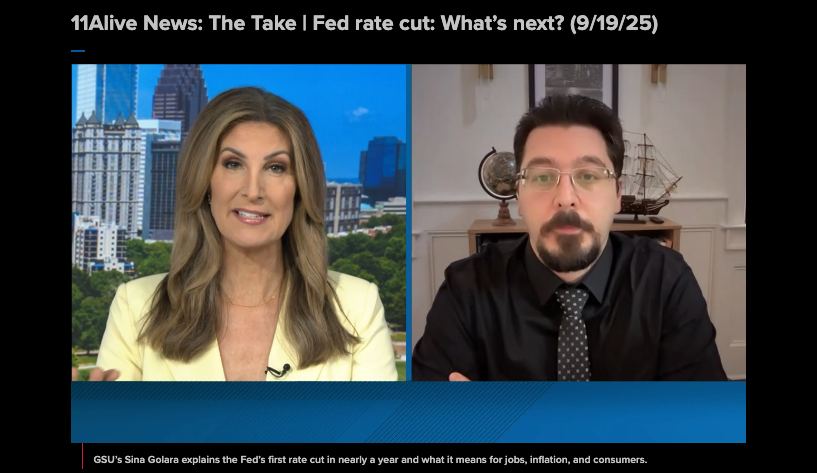 11Alive News: The Take | Fed rate cut: What's next? (9/19/25)
GSU's Sina Golara explains the Fed's first rate cut in nearly a year and what it means for jobs, inflation, and consumers.